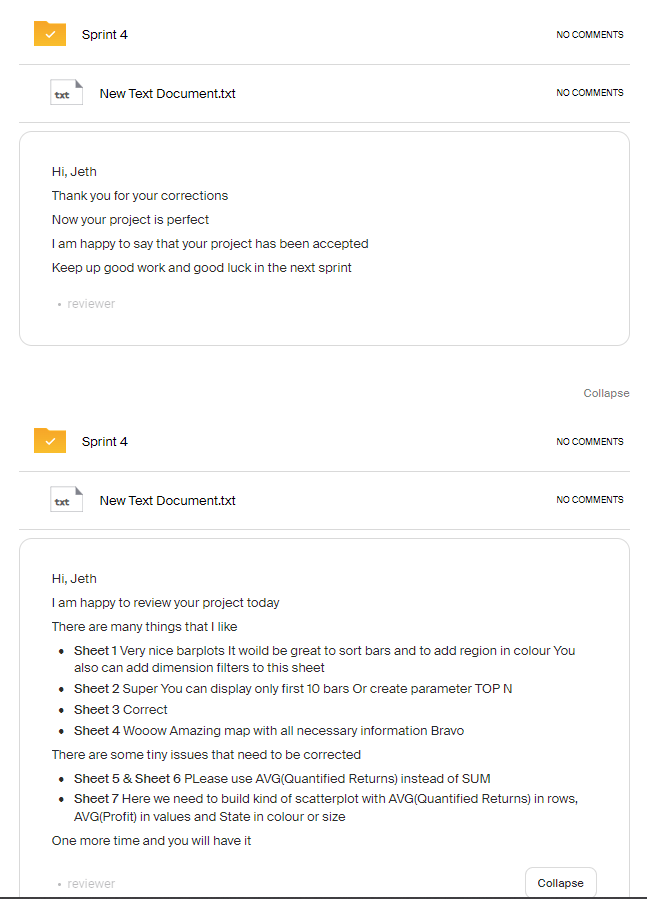 Sprint 4
NO COMMENTS
txt
New Text Document.txt
NO COMMENTS
Hi, Jeth
Thank you for your corrections
Now your project is perfect
I am happy to say that your project has been accepted
Keep up good work and good luck in the next sprint
• reviewer
Collapse
Sprint 4
NO COMMENTS
txt
New Text Document.txt
NO COMMENTS
Hi, Jeth
I am happy to review your project today
There are many things that I like
• Sheet 1 Very nice barplots It woild be great to sort bars and to add region in colour You
also can add dimension filters to this sheet
• Sheet 2 Super You can display only first 10 bars Or create parameter TOP N
• Sheet 3 Correct
• Sheet 4 Wooow Amazing map with all necessary information Bravo
There are some tiny issues that need to be corrected
• Sheet 5 & Sheet 6 PLease use AVG(Quantified Returns) instead of SUM
• Sheet 7 Here we need to build kind of scatterplot with AVG(Quantified Returns) in rows,
AVG(Profit) in values and State in colour or size
One more time and you will have it
• reviewer
Collapse